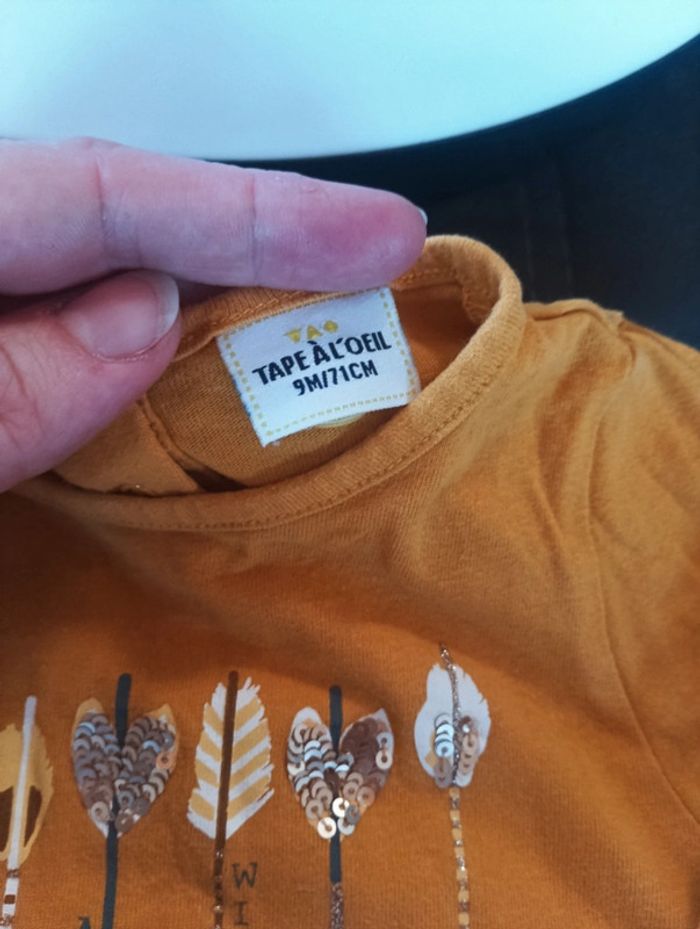 TAO
TAPE À L'OEIL
9M/71CM
W
I